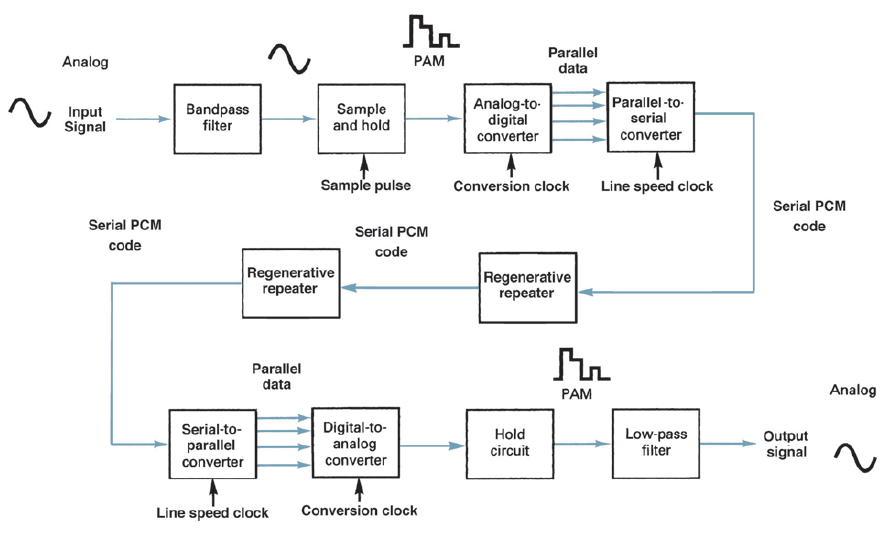 Analog
Input
Signal
Bandpass
filter
Sample
and hold
Sample pulse
PAM
Analog-to-
digital
converter
Conversion clock
Parallel
data
Parallel-to-
serial
converter
Line speed clock
Serial PCM
code
Regenerative
repeater
Serial PCM
code
Regenerative
repeater
Serial PCM
code
Serial-to-
parallel
converter
Line speed clock
Parallel
data
Digital-to-
analog
converter
Conversion clock
Hold
circuit
PAM
Low-pass
filter
Analog
Output
signal